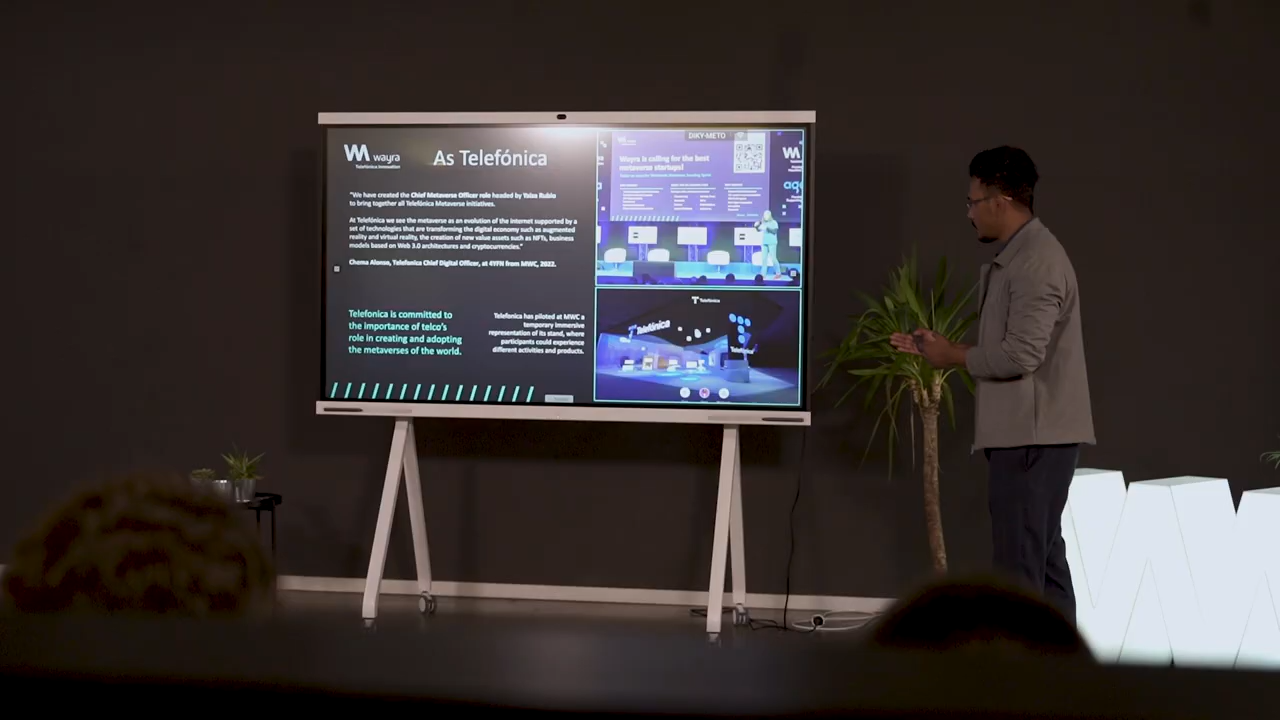 wayra
Telefónica Innovation
As Telefónica
"We have created the Chief Metaverse Officer role headed by Yaiza Rubio
to bring together all Telefónica Metaverse initiatives.
At Telefónica we see the metaverse as an evolution of the internet supported by a
set of technologies that are transforming the digital economy such as augmented
reality and virtual reality, the creation of new value assets such as NFTs, business
models based on Web 3.0 architectures and cryptocurrencies."
Chema Alonso, Telefonica Chief Digital Officer, at 4YFN from MWC, 2022.
Telefonica is committed to
the importance of telco's
role in creating and adopting
the metaverses of the world.
Telefonica has piloted at MWC a
temporary immersive
representation of its stand, where
participants could experience
different activities and products.
DIKY-METO
Wayra is calling for the best
metaverse startups!
Telefónica
Telefónica
Telefónica